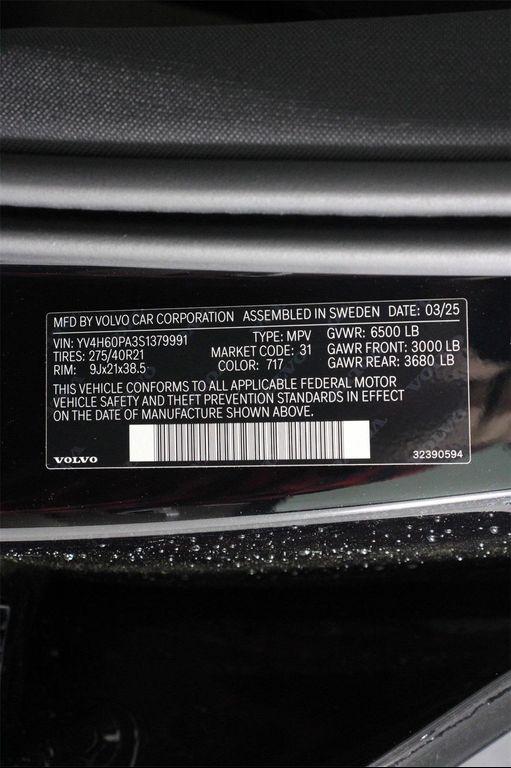 MFD BY VOLVO CAR CORPORATION ASSEMBLED IN SWEDEN DATE: 03/25
VIN: YV4H60PA3S1379991 TYPE: MPV GVWR: 6500 LB
TIRES: 275/40R21 MARKET CODE: 31 GAWR FRONT: 3000 LB
RIM: 9Jx21x38.5 COLOR: 717 GAWR REAR: 3680 LB
THIS VEHICLE CONFORMS TO ALL APPLICABLE FEDERAL MOTOR
VEHICLE SAFETY AND THEFT PREVENTION STANDARDS IN EFFECT
ON THE DATE OF MANUFACTURE SHOWN ABOVE.
VOLVO 32390594